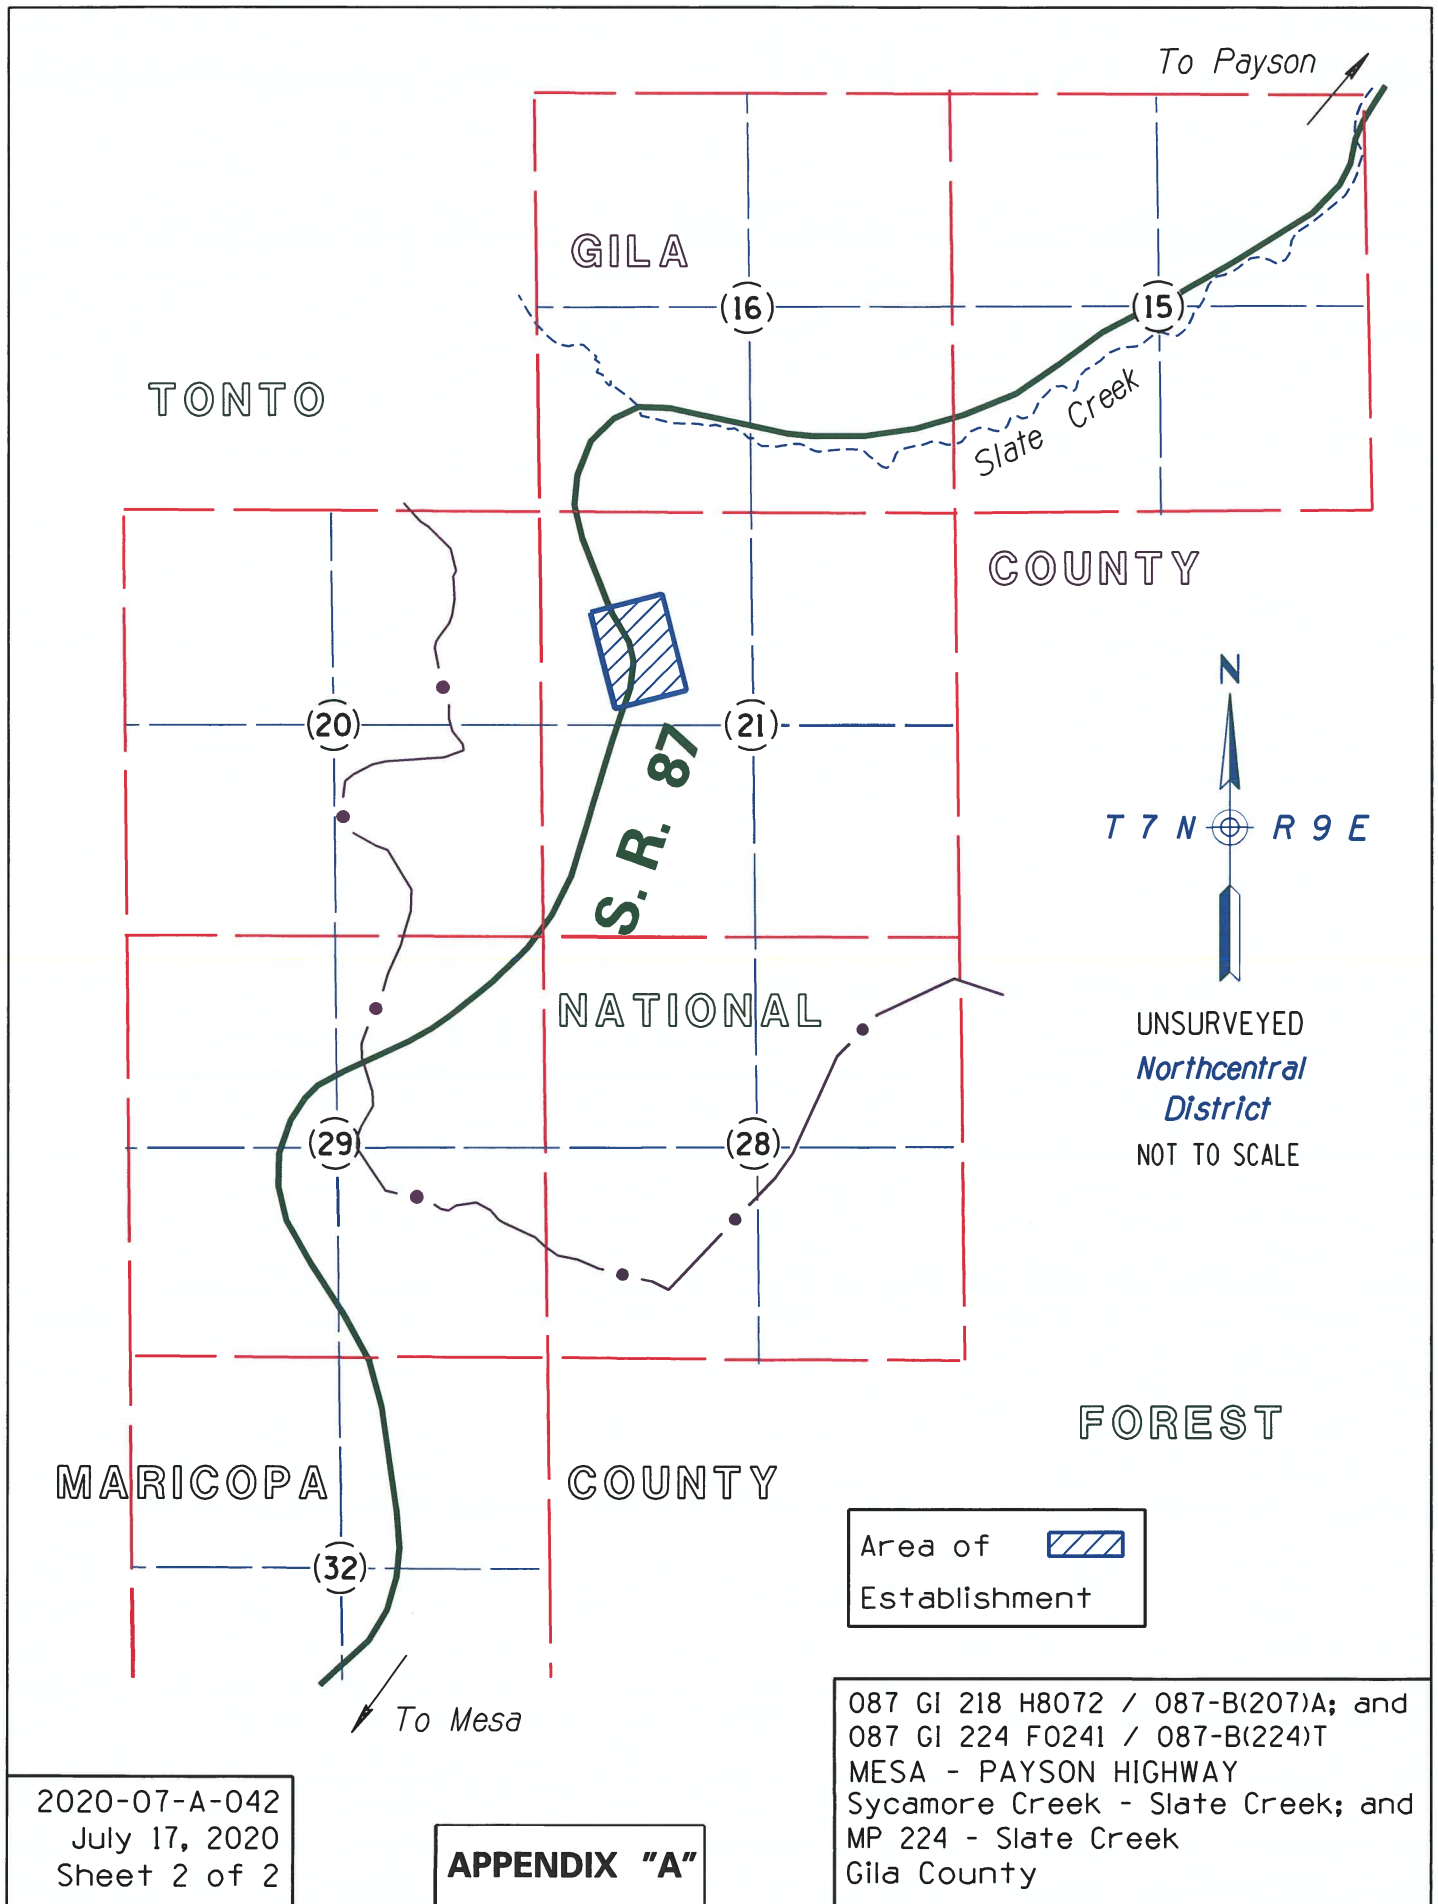 To Payson
GILA
(16)
(15)
TONTO
Slate Creek
COUNTY
N
(20)
(21)
S. R. 87
T 7 N R 9 E
NATIONAL
UNSURVEYED
Northcentral
District
NOT TO SCALE
(29)
(28)
FOREST
MARICOPA COUNTY
Area of
Establishment
(32)
To Mesa
087 GI 218 H8072 / 087-B(207)A; and
087 GI 224 F0241 / 087-B(224)T
MESA - PAYSON HIGHWAY
Sycamore Creek - Slate Creek; and
MP 224 - Slate Creek
Gila County
2020-07-A-042
July 17, 2020
Sheet 2 of 2
APPENDIX "A"